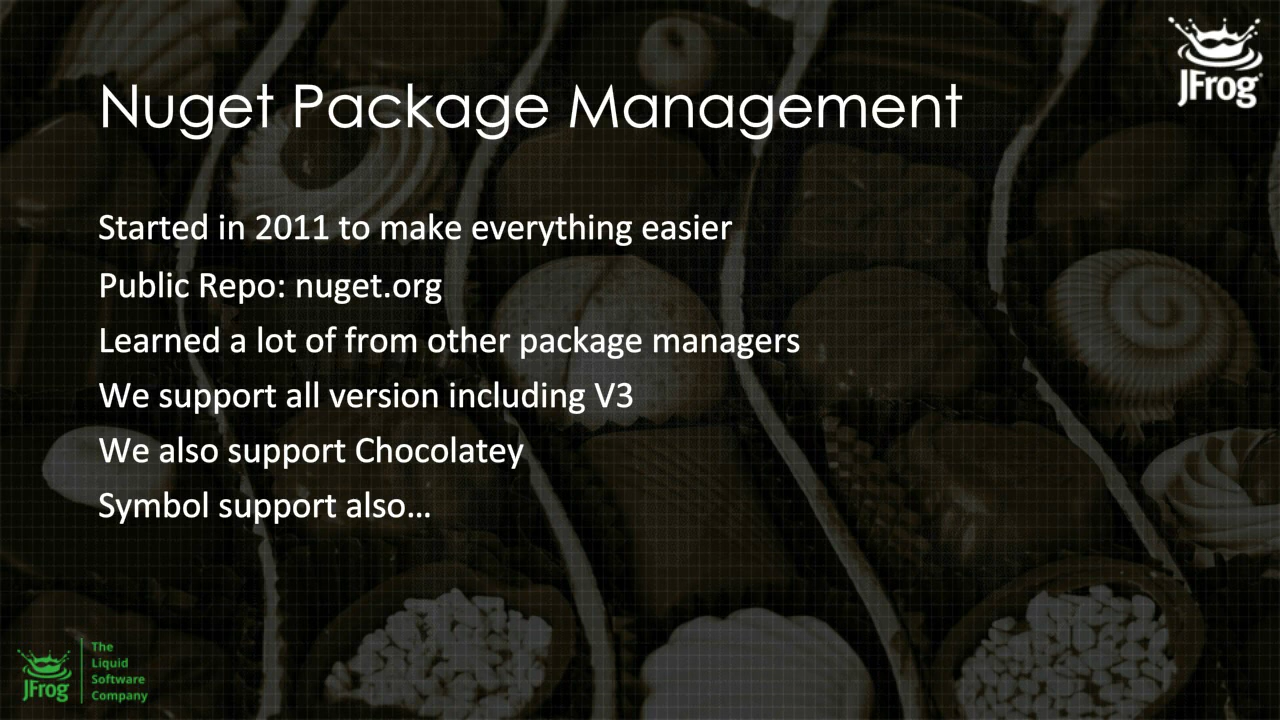 JFrog
Nuget Package Management
Started in 2011 to make everything easier
Public Repo: nuget.org
Learned a lot of from other package managers
We support all version including V3
We also support Chocolatey
Symbol support also…
JFrog
The
Liquid
Software
Company